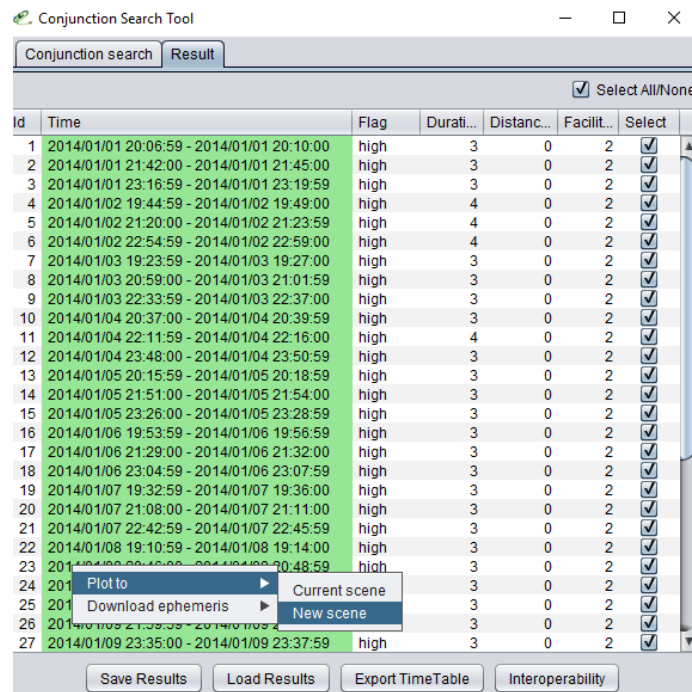 Conjunction Search Tool
Conjunction search Result
Select All/None
Id Time Flag Durati... Distanc... Facilit... Select
1 2014/01/01 20:06:59 - 2014/01/01 20:10:00 high 3 0 2
2 2014/01/01 21:42:00 - 2014/01/01 21:45:00 high 3 0 2
3 2014/01/01 23:16:59 - 2014/01/01 23:19:59 high 3 0 2
4 2014/01/02 19:44:59 - 2014/01/02 19:49:00 high 4 0 2
5 2014/01/02 21:20:00 - 2014/01/02 21:23:59 high 4 0 2
6 2014/01/02 22:54:59 - 2014/01/02 22:59:00 high 4 0 2
7 2014/01/03 19:23:59 - 2014/01/03 19:27:00 high 3 0 2
8 2014/01/03 20:59:00 - 2014/01/03 21:01:59 high 3 0 2
9 2014/01/03 22:33:59 - 2014/01/03 22:37:00 high 3 0 2
10 2014/01/04 20:37:00 - 2014/01/04 20:39:59 high 3 0 2
11 2014/01/04 22:11:59 - 2014/01/04 22:16:00 high 4 0 2
12 2014/01/04 23:48:00 - 2014/01/04 23:50:59 high 3 0 2
13 2014/01/05 20:15:59 - 2014/01/05 20:18:59 high 3 0 2
14 2014/01/05 21:51:00 - 2014/01/05 21:54:00 high 3 0 2
15 2014/01/05 23:26:00 - 2014/01/05 23:28:59 high 3 0 2
16 2014/01/06 19:53:59 - 2014/01/06 19:56:59 high 3 0 2
17 2014/01/06 21:29:00 - 2014/01/06 21:32:00 high 3 0 2
18 2014/01/06 23:04:59 - 2014/01/06 23:07:59 high 3 0 2
19 2014/01/07 19:32:59 - 2014/01/07 19:36:00 high 3 0 2
20 2014/01/07 21:08:00 - 2014/01/07 21:11:00 high 3 0 2
21 2014/01/07 22:42:59 - 2014/01/07 22:45:59 high 3 0 2
22 2014/01/08 19:10:59 - 2014/01/08 19:14:00 high 3 0 2
23 201 20:48:59 high 3 0 2
24 201 Plot to Current scene 3 0 2
25 201 Download ephemeris New scene 3 0 2
26 201 3 0 2
27 2014/01/09 23:35:00 - 2014/01/09 23:37:59 high 3 0 2
Save Results Load Results Export TimeTable Interoperability